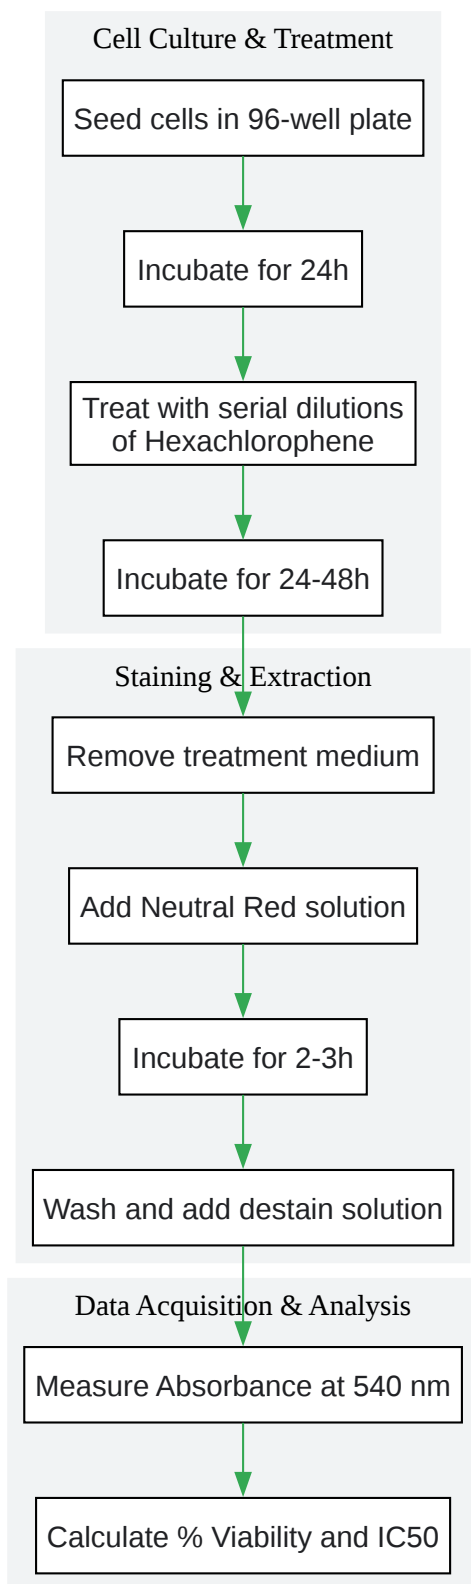 Cell Culture & Treatment
Seed cells in 96-well plate
Incubate for 24h
Treat with serial dilutions
of Hexachlorophene
Incubate for 24-48h
Staining & Extraction
Remove treatment medium
Add Neutral Red solution
Incubate for 2-3h
Wash and add destain solution
Data Acquisition & Analysis
Measure Absorbance at 540 nm
Calculate % Viability and IC50